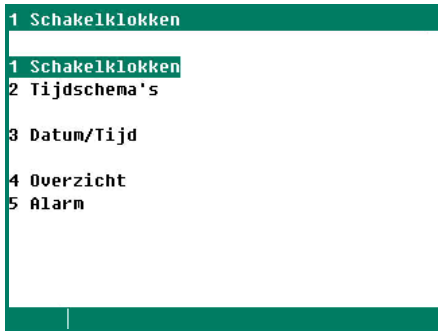 1 Schakelklokken
1 Schakelklokken
2 Tijdschema's
3 Datum/Tijd
4 Overzicht
5 Alarm